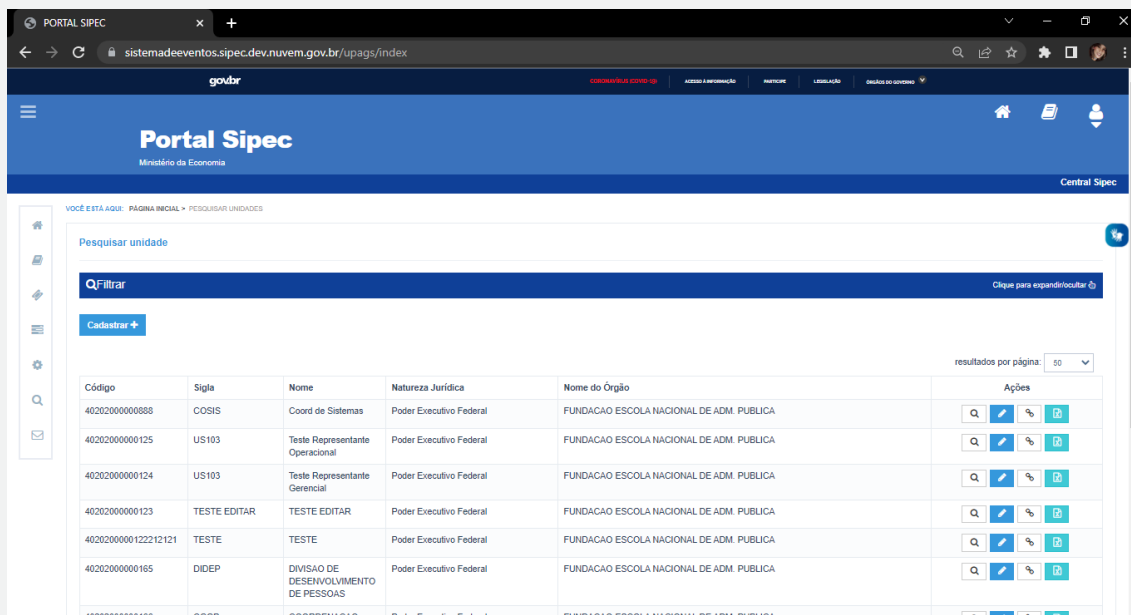 PORTAL SIPEC
sistemadeeventos.sipec.dev.nuvem.gov.br/upags/index
gov.br
CORONAVÍRUS (COVID-19) ACESSO À INFORMAÇÃO PARTICIPE LEGISLAÇÃO ÓRGÃOS DO GOVERNO
Portal Sipec
Ministério da Economia
Central Sipec
VOCÊ ESTÁ AQUI: PÁGINA INICIAL > PESQUISAR UNIDADES
Pesquisar unidade
Filtrar Clique para expandir/ocultar
Cadastrar +
resultados por página: 50
Código Sigla Nome Natureza Jurídica Nome do Órgão Ações
40202000000888 COSIS Coord de Sistemas Poder Executivo Federal FUNDACAO ESCOLA NACIONAL DE ADM. PUBLICA
40202000000125 US103 Teste Representante Poder Executivo Federal FUNDACAO ESCOLA NACIONAL DE ADM. PUBLICA
Operacional
40202000000124 US103 Teste Representante Poder Executivo Federal FUNDACAO ESCOLA NACIONAL DE ADM. PUBLICA
Gerencial
40202000000123 TESTE EDITAR TESTE EDITAR Poder Executivo Federal FUNDACAO ESCOLA NACIONAL DE ADM. PUBLICA
4020200000122212121 TESTE TESTE Poder Executivo Federal FUNDACAO ESCOLA NACIONAL DE ADM. PUBLICA
40202000000165 DIDEP DIVISAO DE Poder Executivo Federal FUNDACAO ESCOLA NACIONAL DE ADM. PUBLICA
DESENVOLVIMENTO
DE PESSOAS